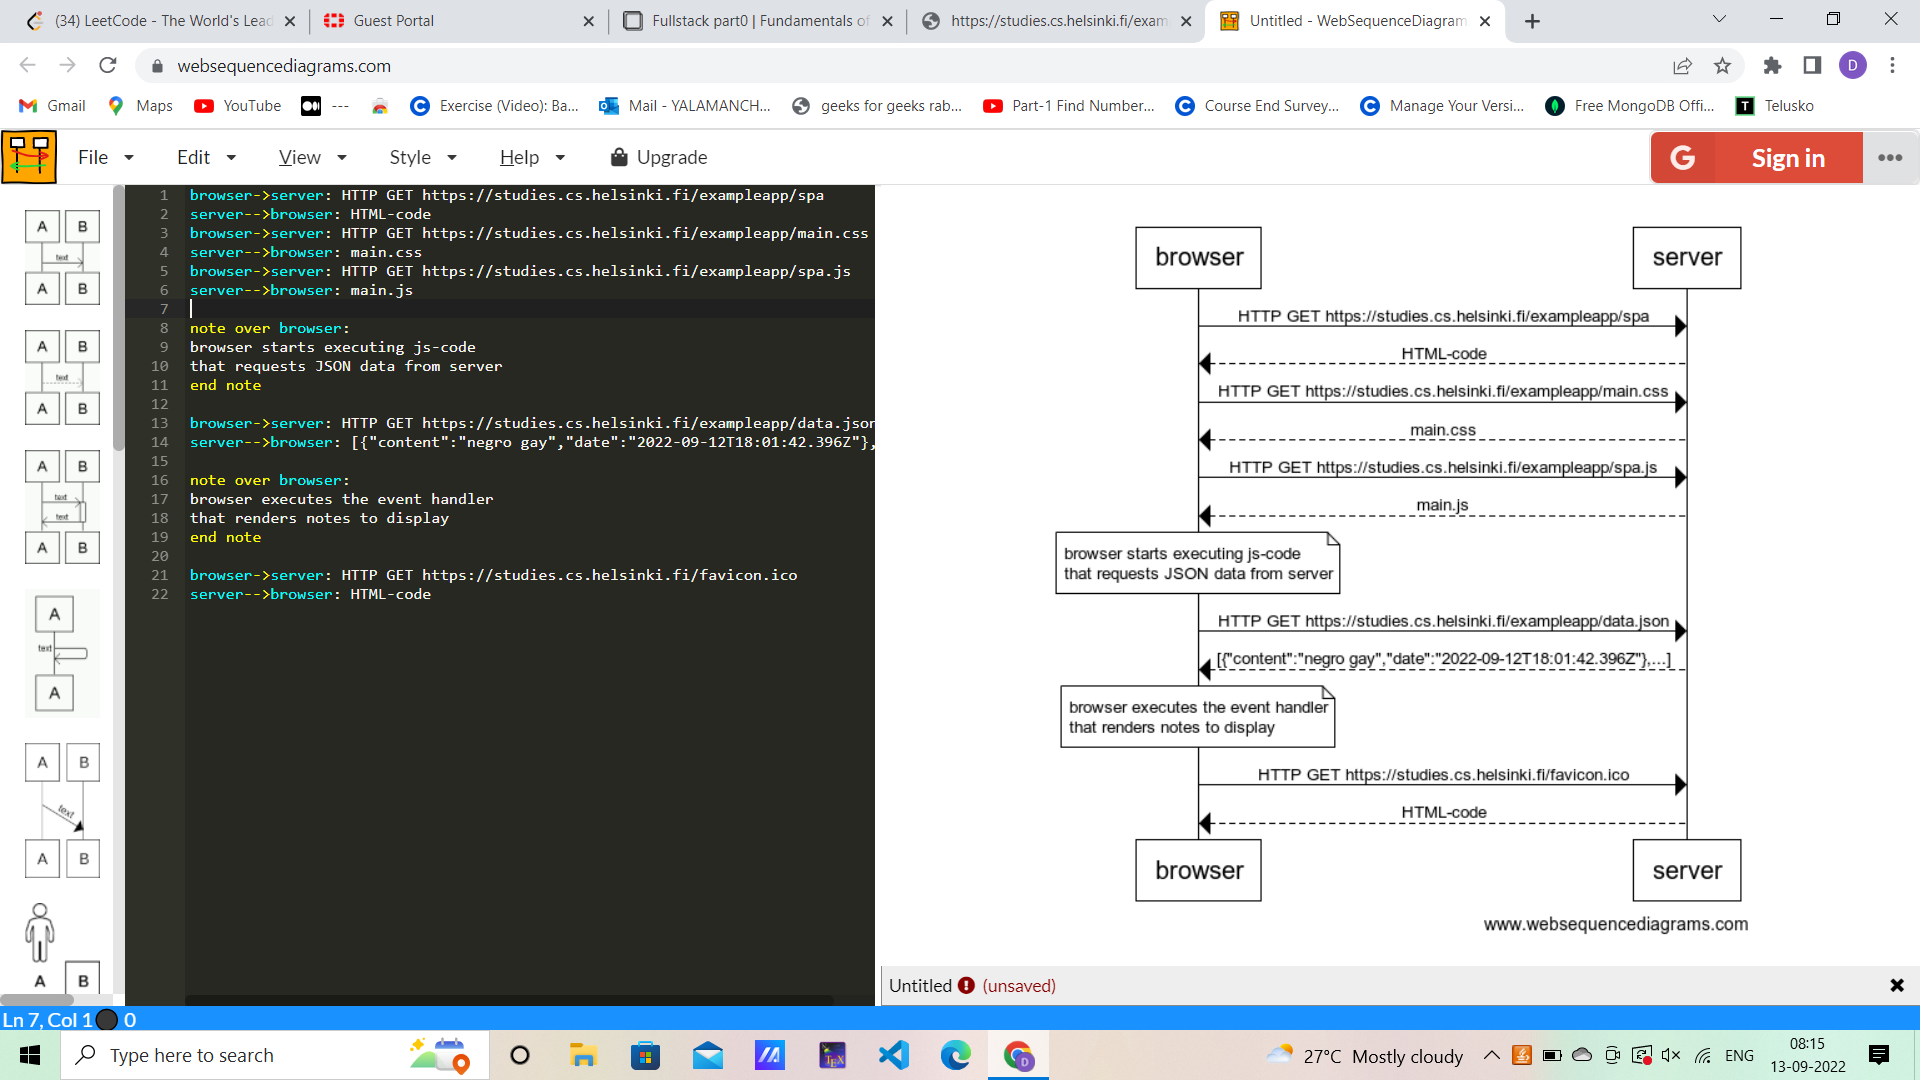 (34) LeetCode - The World's Lead
Guest Portal
Fullstack part0 | Fundamentals of
https://studies.cs.helsinki.fi/exam
Untitled - WebSequenceDiagram
websequencediagrams.com
D
Gmail
Maps
YouTube
---
Exercise (Video): Ba...
Mail - YALAMANCH...
geeks for geeks rab...
Part-1 Find Number...
Course End Survey...
Manage Your Versi...
Free MongoDB Offi...
Telusko
File
Edit
View
Style
Help
Upgrade
G Sign in
A B
text
A B
A B
text
A B
A B
text
text
A B
A
text
A
A B
text
A B
A B
1 browser->server: HTTP GET https://studies.cs.helsinki.fi/exampleapp/spa
2 server-->browser: HTML-code
3 browser->server: HTTP GET https://studies.cs.helsinki.fi/exampleapp/main.css
4 server-->browser: main.css
5 browser->server: HTTP GET https://studies.cs.helsinki.fi/exampleapp/spa.js
6 server-->browser: main.js
7
8 note over browser:
9 browser starts executing js-code
10 that requests JSON data from server
11 end note
12
13 browser->server: HTTP GET https://studies.cs.helsinki.fi/exampleapp/data.json
14 server-->browser: [{"content":"negro gay","date":"2022-09-12T18:01:42.396Z"},
15
16 note over browser:
17 browser executes the event handler
18 that renders notes to display
19 end note
20
21 browser->server: HTTP GET https://studies.cs.helsinki.fi/favicon.ico
22 server-->browser: HTML-code
browser server
HTTP GET https://studies.cs.helsinki.fi/exampleapp/spa
HTML-code
HTTP GET https://studies.cs.helsinki.fi/exampleapp/main.css
main.css
HTTP GET https://studies.cs.helsinki.fi/exampleapp/spa.js
main.js
browser starts executing js-code
that requests JSON data from server
HTTP GET https://studies.cs.helsinki.fi/exampleapp/data.json
[{"content":"negro gay","date":"2022-09-12T18:01:42.396Z"},...]
browser executes the event handler
that renders notes to display
HTTP GET https://studies.cs.helsinki.fi/favicon.ico
HTML-code
browser server
www.websequencediagrams.com
Untitled (unsaved)
Ln 7, Col 1 0
Type here to search
27°C Mostly cloudy
ENG
08:15
13-09-2022